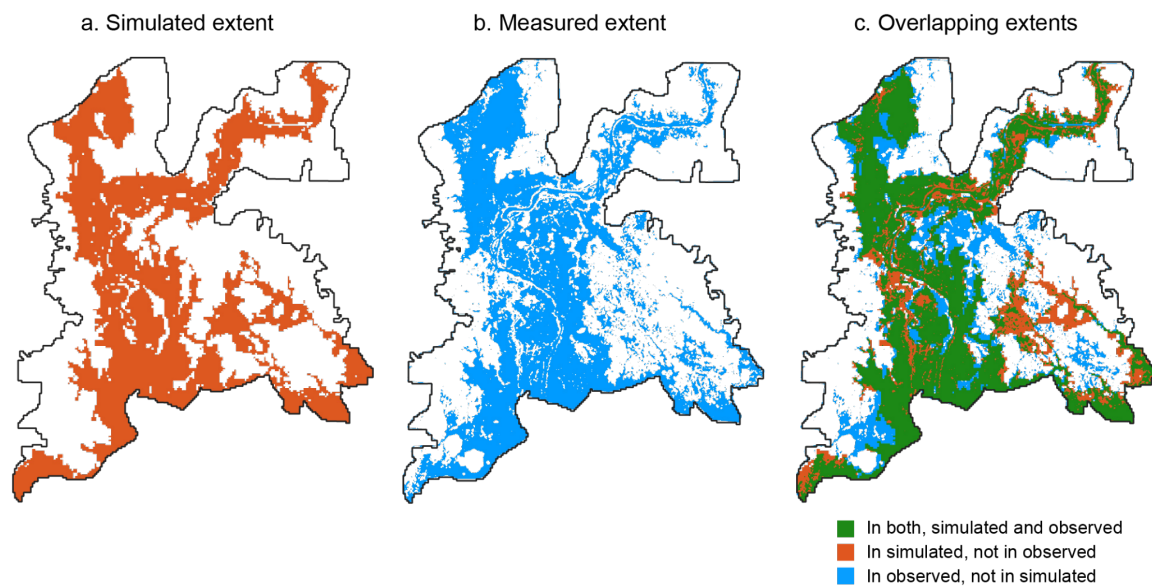 a. Simulated extent
b. Measured extent
c. Overlapping extents
In both, simulated and observed
In simulated, not in observed
In observed, not in simulated